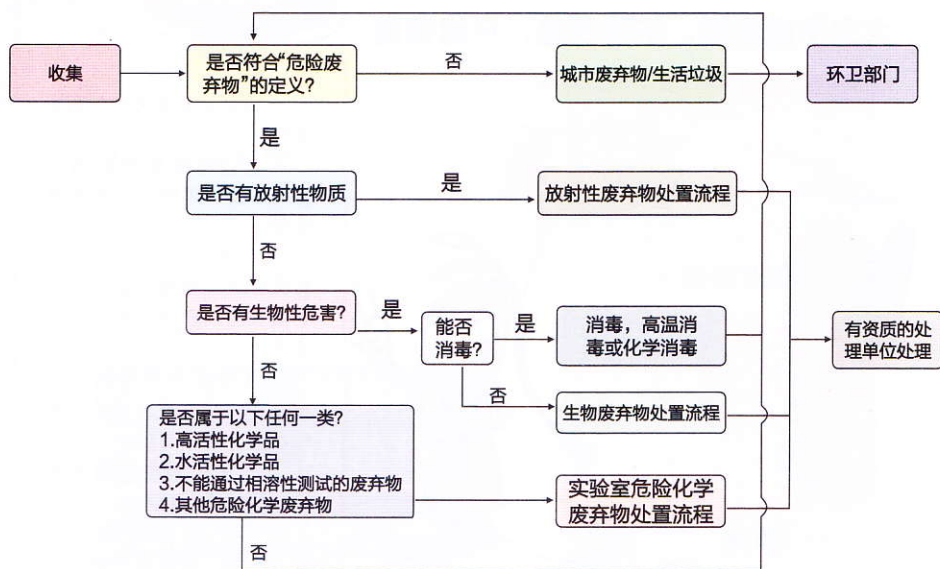 收集
是否符合“危险废
弃物”的定义?
否
城市废弃物/生活垃圾
环卫部门
是
是否有放射性物质
是
放射性废弃物处置流程
否
是否有生物性危害?
是
能否
消毒?
是
消毒，高温消
毒或化学消毒
有资质的处
理单位处理
否
否
生物废弃物处置流程
是否属于以下任何一类?
1.高活性化学品
2.水活性化学品
3.不能通过相溶性测试的废弃物
4.其他危险化学废弃物
实验室危险化学
废弃物处置流程
否